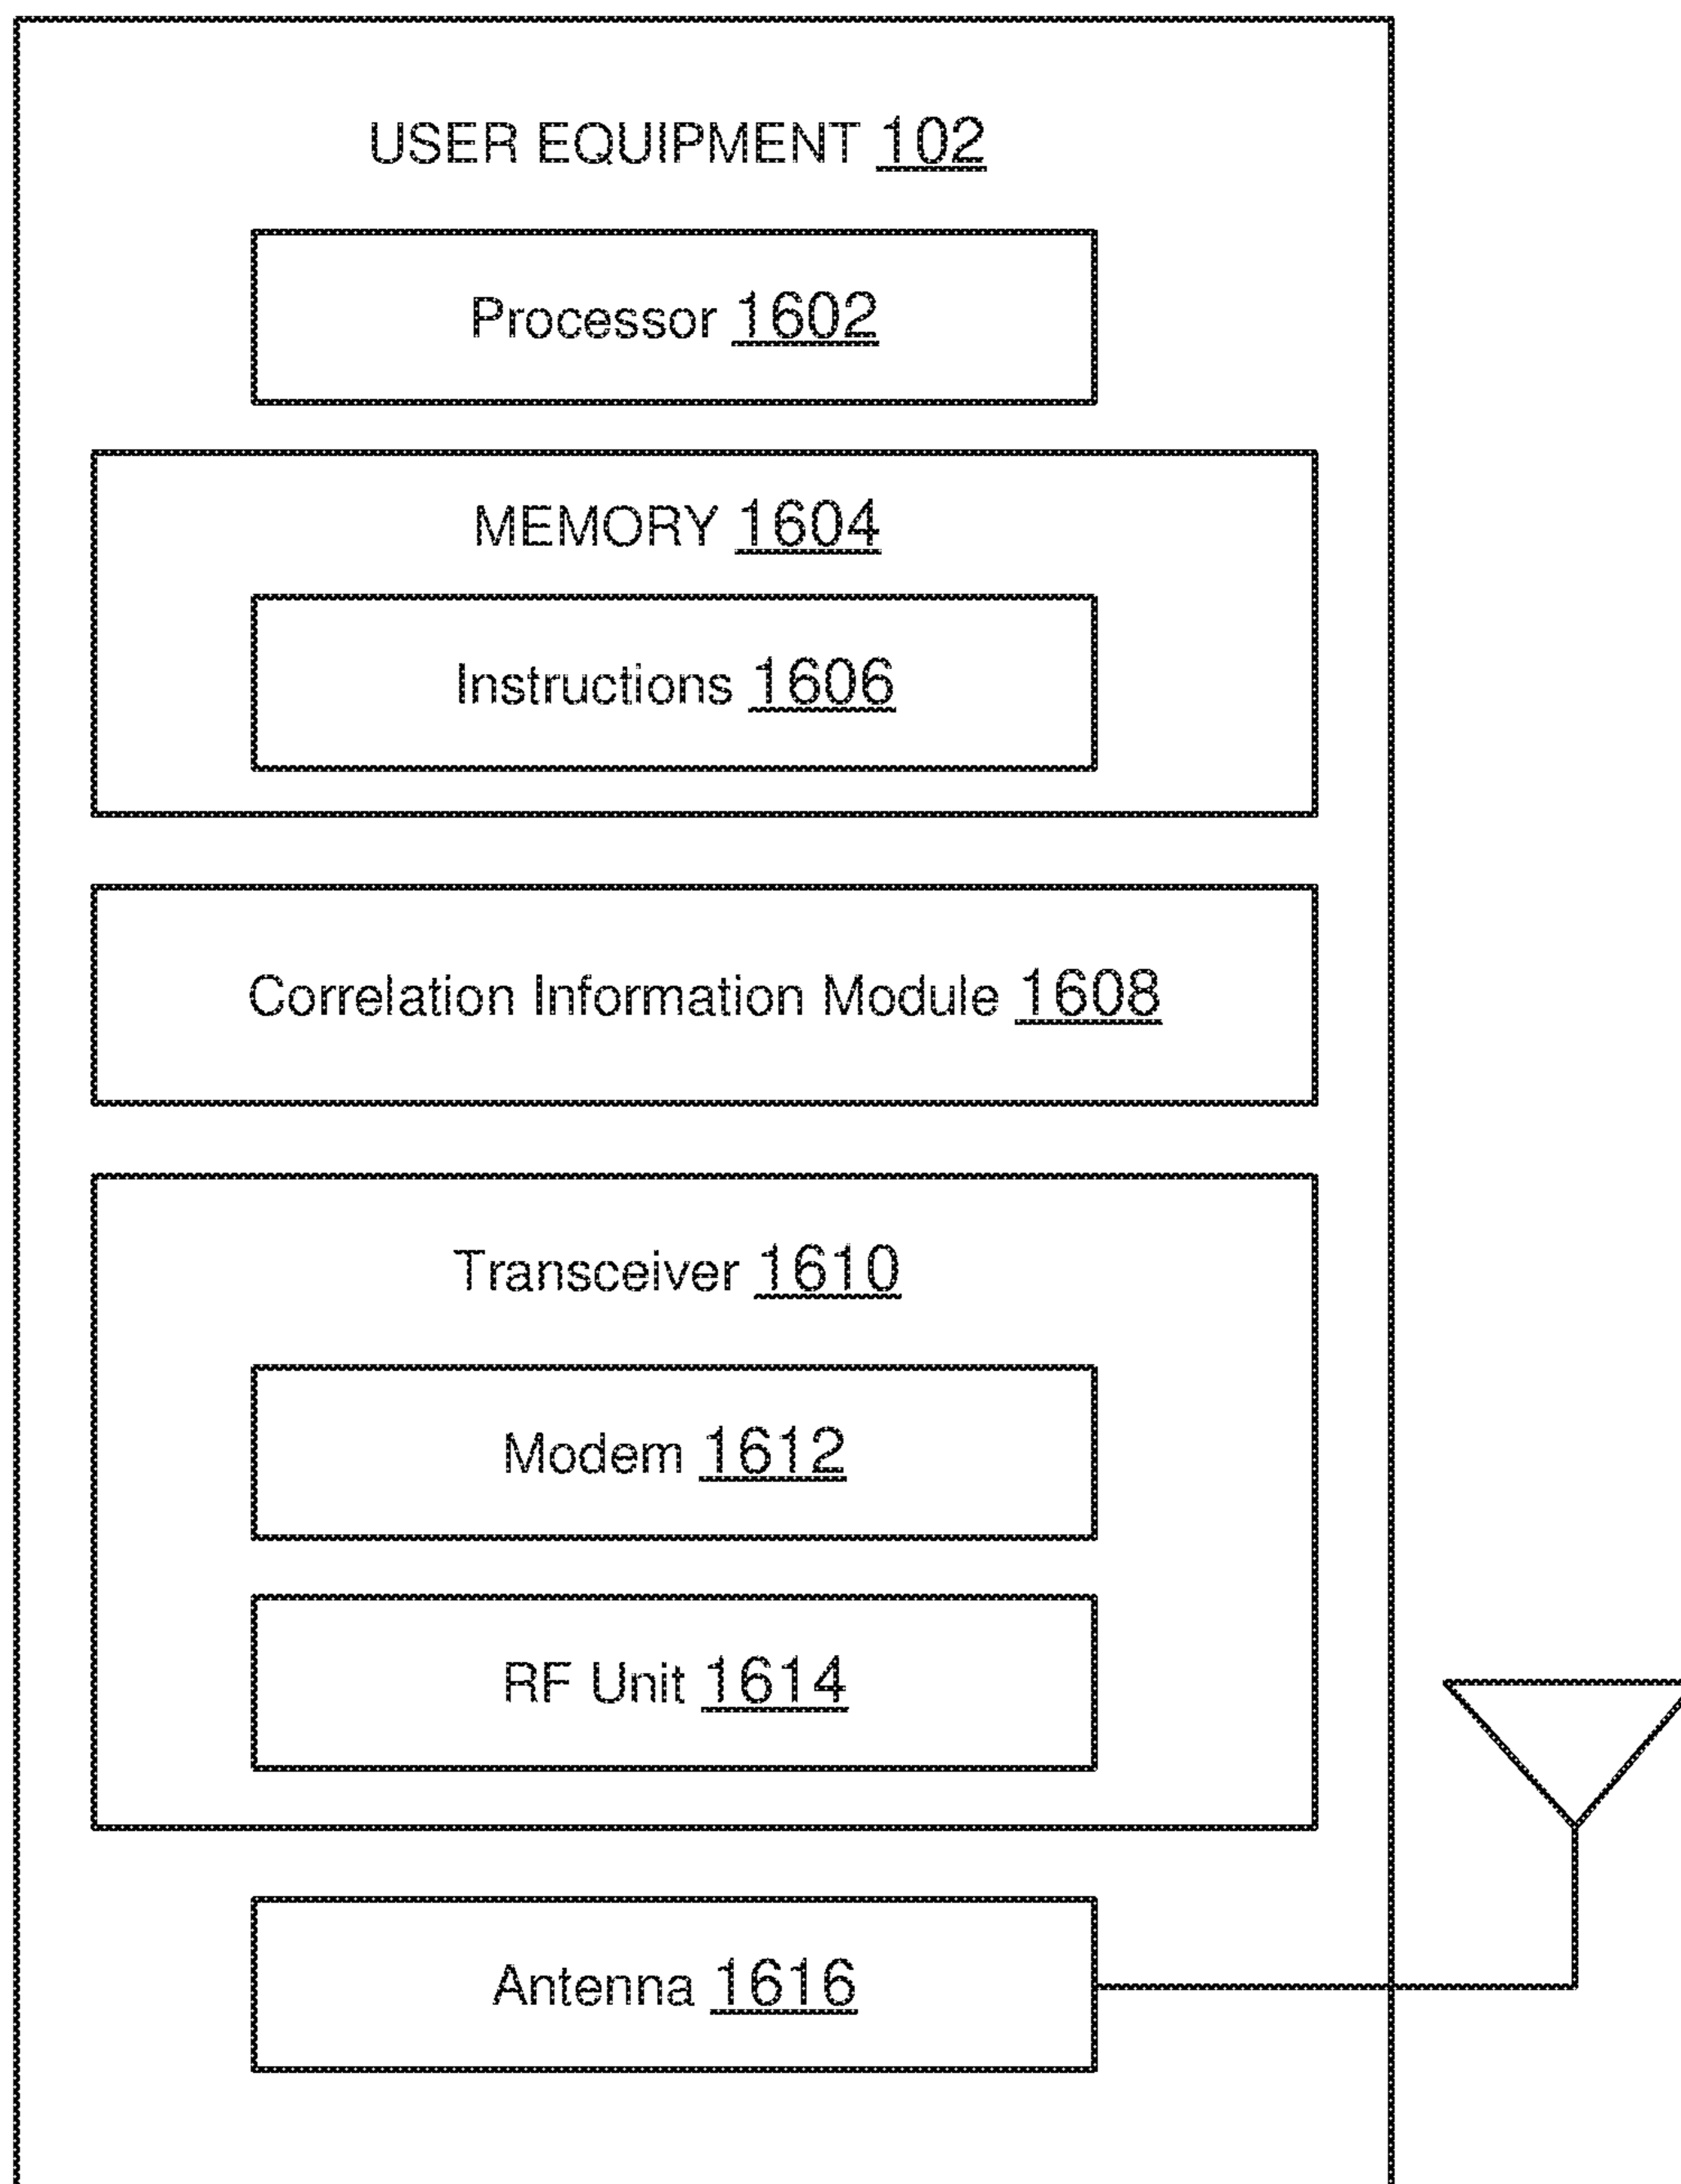 USER EQUIPMENT 102
Processor 1602
MEMORY 1604
Instructions 1606
Correlation Information Module 1608
Transceiver 1610
Modem 1612
RF Unit 1614
Antenna 1616